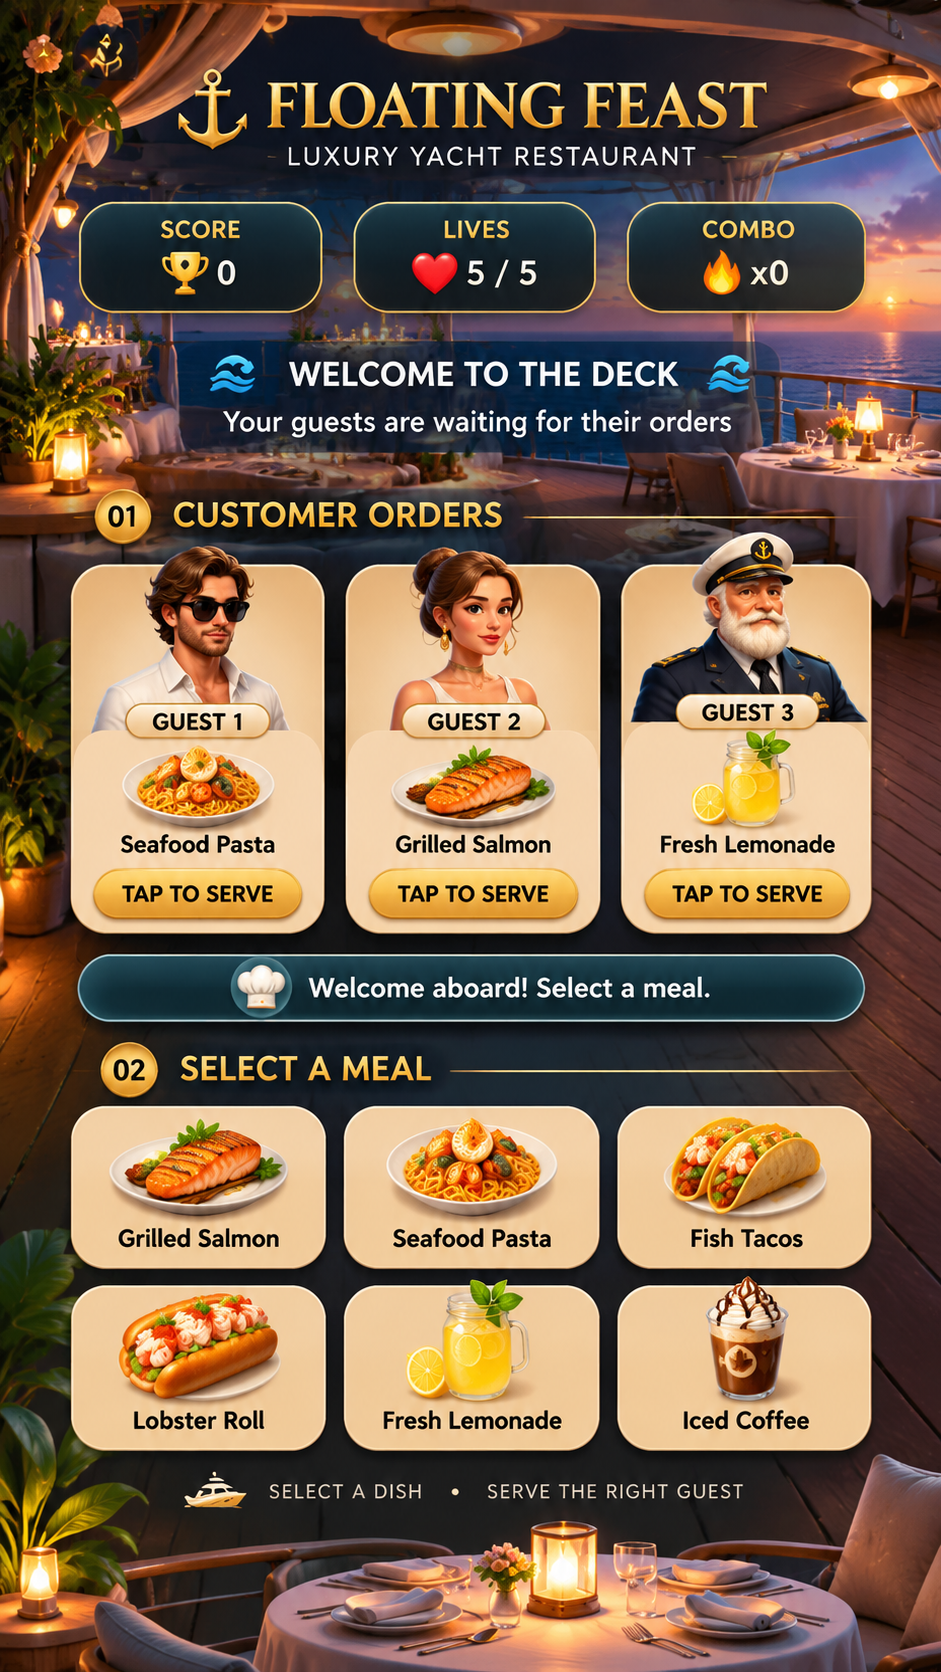 FLOATING FEAST
LUXURY YACHT RESTAURANT
SCORE
0
LIVES
5 / 5
COMBO
x0
WELCOME TO THE DECK
Your guests are waiting for their orders
01 CUSTOMER ORDERS
GUEST 1
Seafood Pasta
TAP TO SERVE
GUEST 2
Grilled Salmon
TAP TO SERVE
GUEST 3
Fresh Lemonade
TAP TO SERVE
Welcome aboard! Select a meal.
02 SELECT A MEAL
Grilled Salmon
Seafood Pasta
Fish Tacos
Lobster Roll
Fresh Lemonade
Iced Coffee
SELECT A DISH • SERVE THE RIGHT GUEST